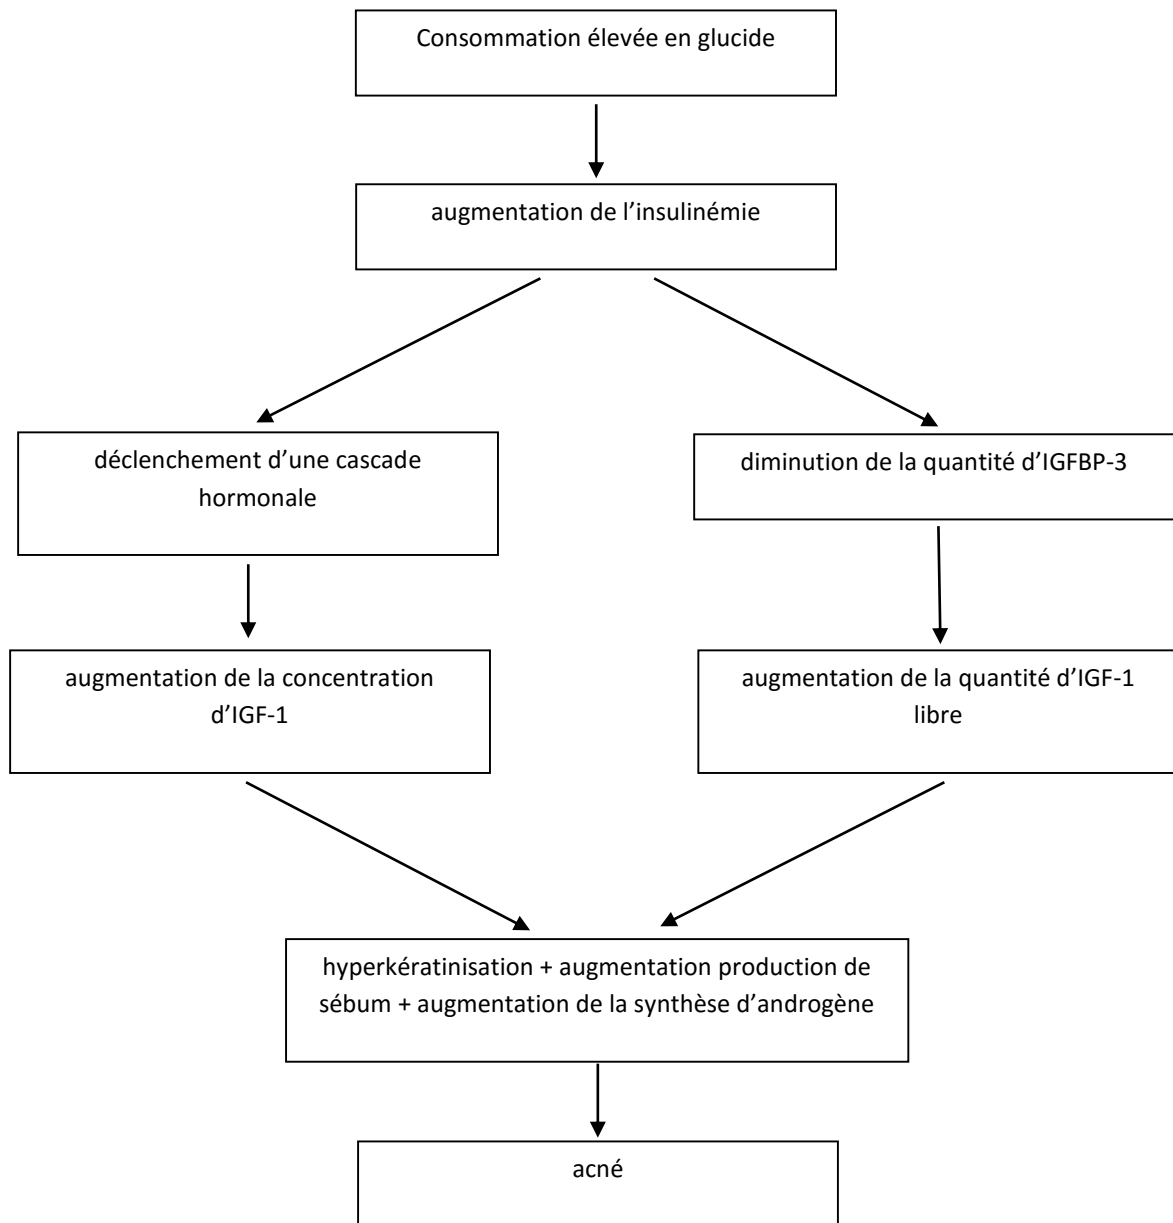 Consommation élevée en glucide
augmentation de l’insulinémie
déclenchement d’une cascade
hormonale
diminution de la quantité d’IGFBP-3
augmentation de la concentration
d’IGF-1
augmentation de la quantité d’IGF-1
libre
hyperkératinisation + augmentation production de
sébum + augmentation de la synthèse d’androgène
acné